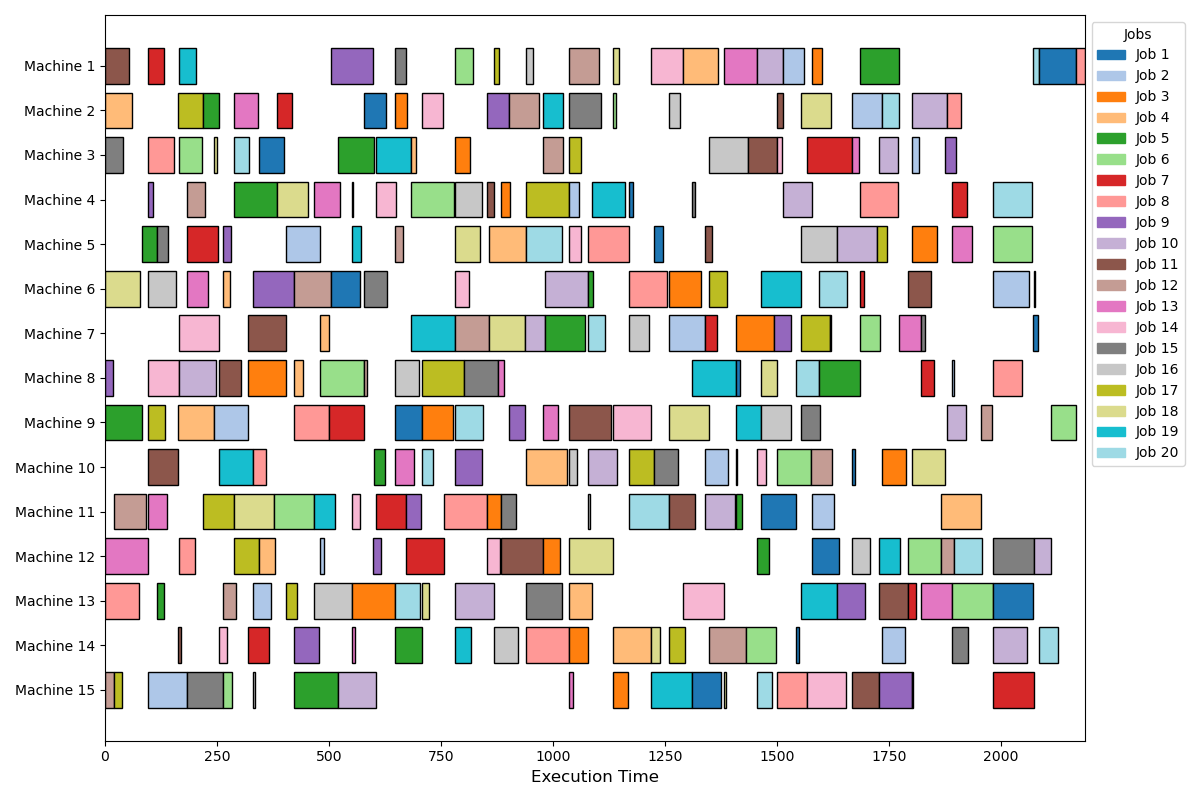 Machine 1
Machine 2
Machine 3
Machine 4
Machine 5
Machine 6
Machine 7
Machine 8
Machine 9
Machine 10
Machine 11
Machine 12
Machine 13
Machine 14
Machine 15
0 250 500 750 1000 1250 1500 1750 2000
Execution Time
Jobs
Job 1
Job 2
Job 3
Job 4
Job 5
Job 6
Job 7
Job 8
Job 9
Job 10
Job 11
Job 12
Job 13
Job 14
Job 15
Job 16
Job 17
Job 18
Job 19
Job 20